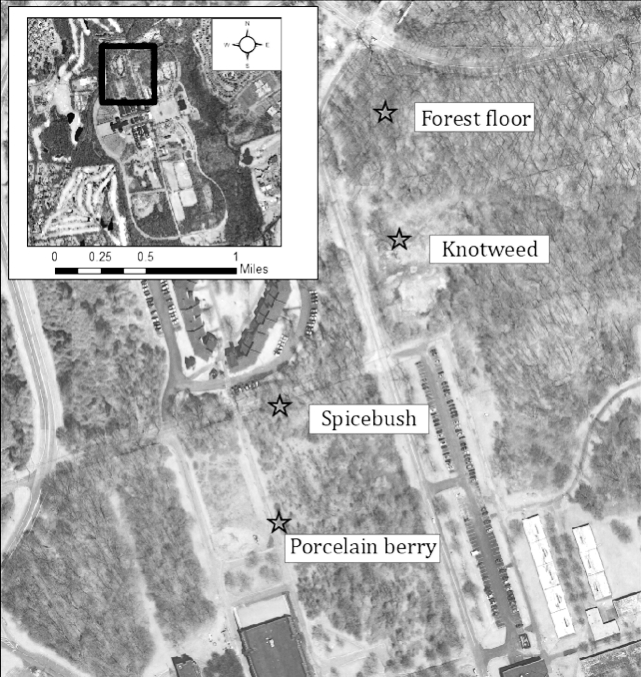 N
W E
S
0 0.25 0 5 1
Miles
Forest floor
Knotweed
Spicebush
Porcelain berry